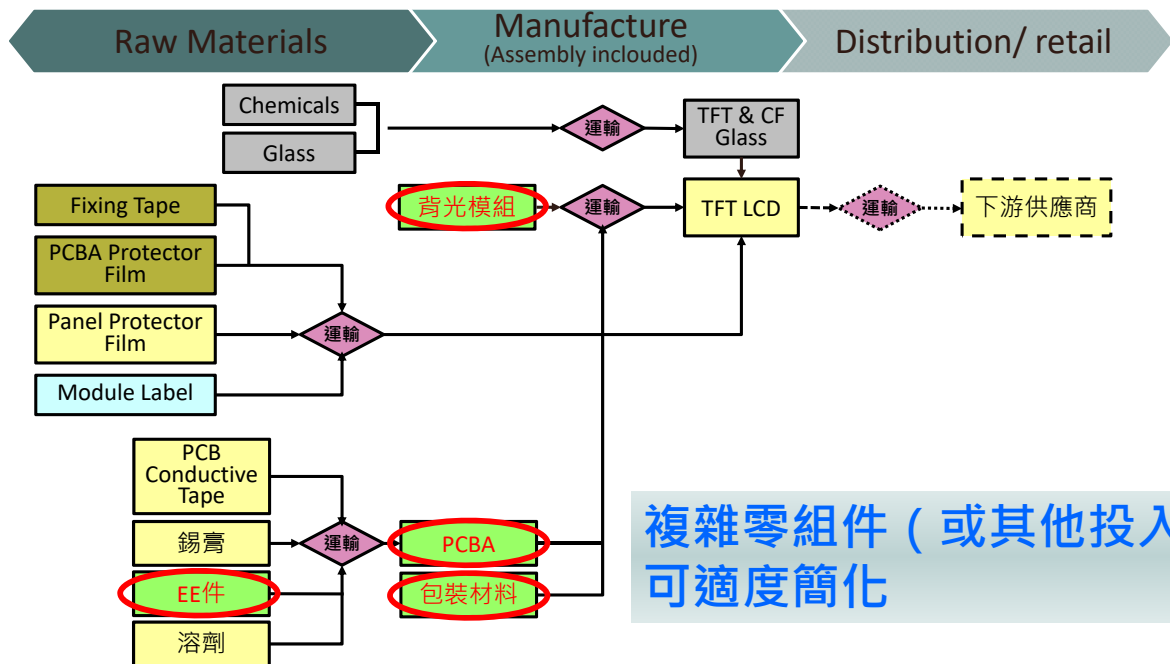 Raw Materials
Manufacture
(Assembly inclouded)
Distribution/ retail
Chemicals
Glass
運輸
TFT & CF
Glass
Fixing Tape
PCBA Protector
Film
Panel Protector
Film
Module Label
運輸
背光模組
運輸
TFT LCD
運輸
下游供應商
PCB
Conductive
Tape
錫膏
EE件
溶劑
運輸
PCBA
包裝材料
複雜零組件（或其他投入
可適度簡化